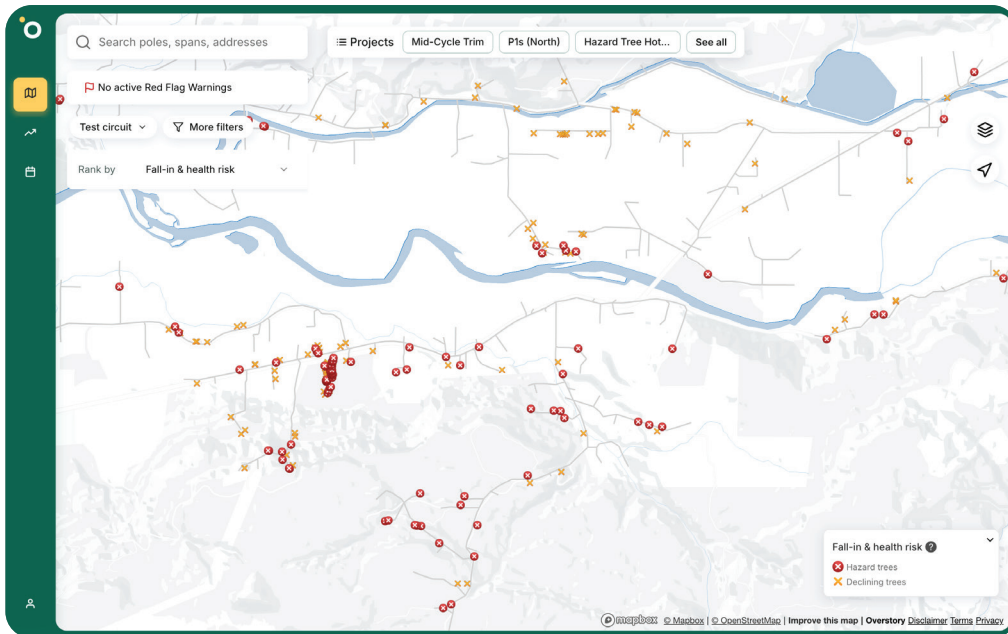 Search poles, spans, addresses
Projects
Mid-Cycle Trim
P1s (North)
Hazard Tree Hot...
See all
No active Red Flag Warnings
Test circuit
More filters
Rank by
Fall-in & health risk
Fall-in & health risk ?
Hazard trees
Declining trees
mapbox © Mapbox | © OpenStreetMap | Improve this map | Overstory Disclaimer Terms Privacy